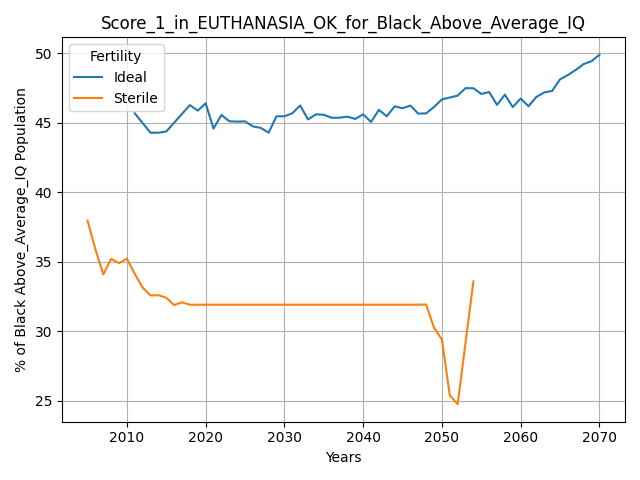 Score_1_in_EUTHANASIA_OK_for_Black_Above_Average_IQ
Fertility
Ideal
Sterile
% of Black Above_Average_IQ Population
50
45
40
35
30
25
2010
2020
2030
2040
2050
2060
2070
Years